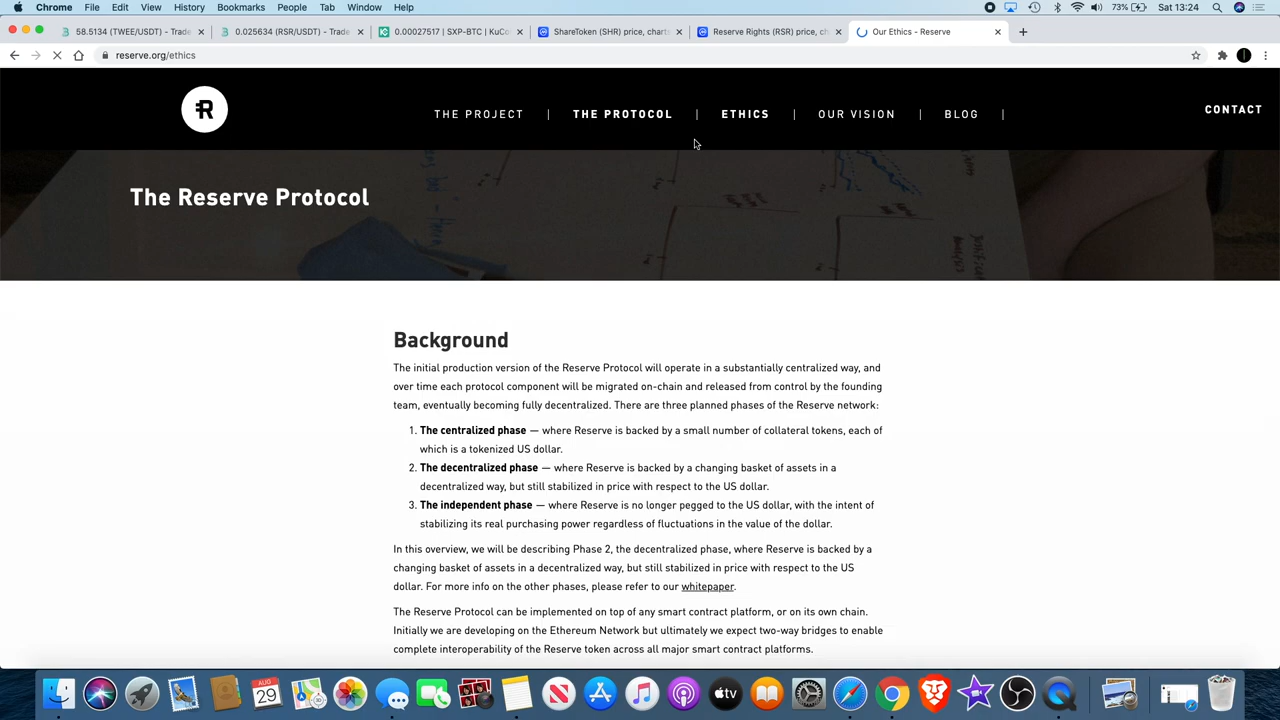 Chrome File Edit View History Bookmarks People Tab Window Help 73% Sat 13:24
58.5134 (TWEE/USDT) - Trade 0.025634 (RSR/USDT) - Trade 0.00027517 | SXP-BTC | KuCo ShareToken (SHR) price, chart Reserve Rights (RSR) price, ch Our Ethics - Reserve
reserve.org/ethics
R THE PROJECT | THE PROTOCOL | ETHICS | OUR VISION | BLOG | CONTACT
The Reserve Protocol
Background
The initial production version of the Reserve Protocol will operate in a substantially centralized way, and
over time each protocol component will be migrated on-chain and released from control by the founding
team, eventually becoming fully decentralized. There are three planned phases of the Reserve network:
1. The centralized phase — where Reserve is backed by a small number of collateral tokens, each of
which is a tokenized US dollar.
2. The decentralized phase — where Reserve is backed by a changing basket of assets in a
decentralized way, but still stabilized in price with respect to the US dollar.
3. The independent phase — where Reserve is no longer pegged to the US dollar, with the intent of
stabilizing its real purchasing power regardless of fluctuations in the value of the dollar.
In this overview, we will be describing Phase 2, the decentralized phase, where Reserve is backed by a
changing basket of assets in a decentralized way, but still stabilized in price with respect to the US
dollar. For more info on the other phases, please refer to our whitepaper.
The Reserve Protocol can be implemented on top of any smart contract platform, or on its own chain.
Initially we are developing on the Ethereum Network but ultimately we expect two-way bridges to enable
complete interoperability of the Reserve token across all major smart contract platforms.
AUG
29
tv